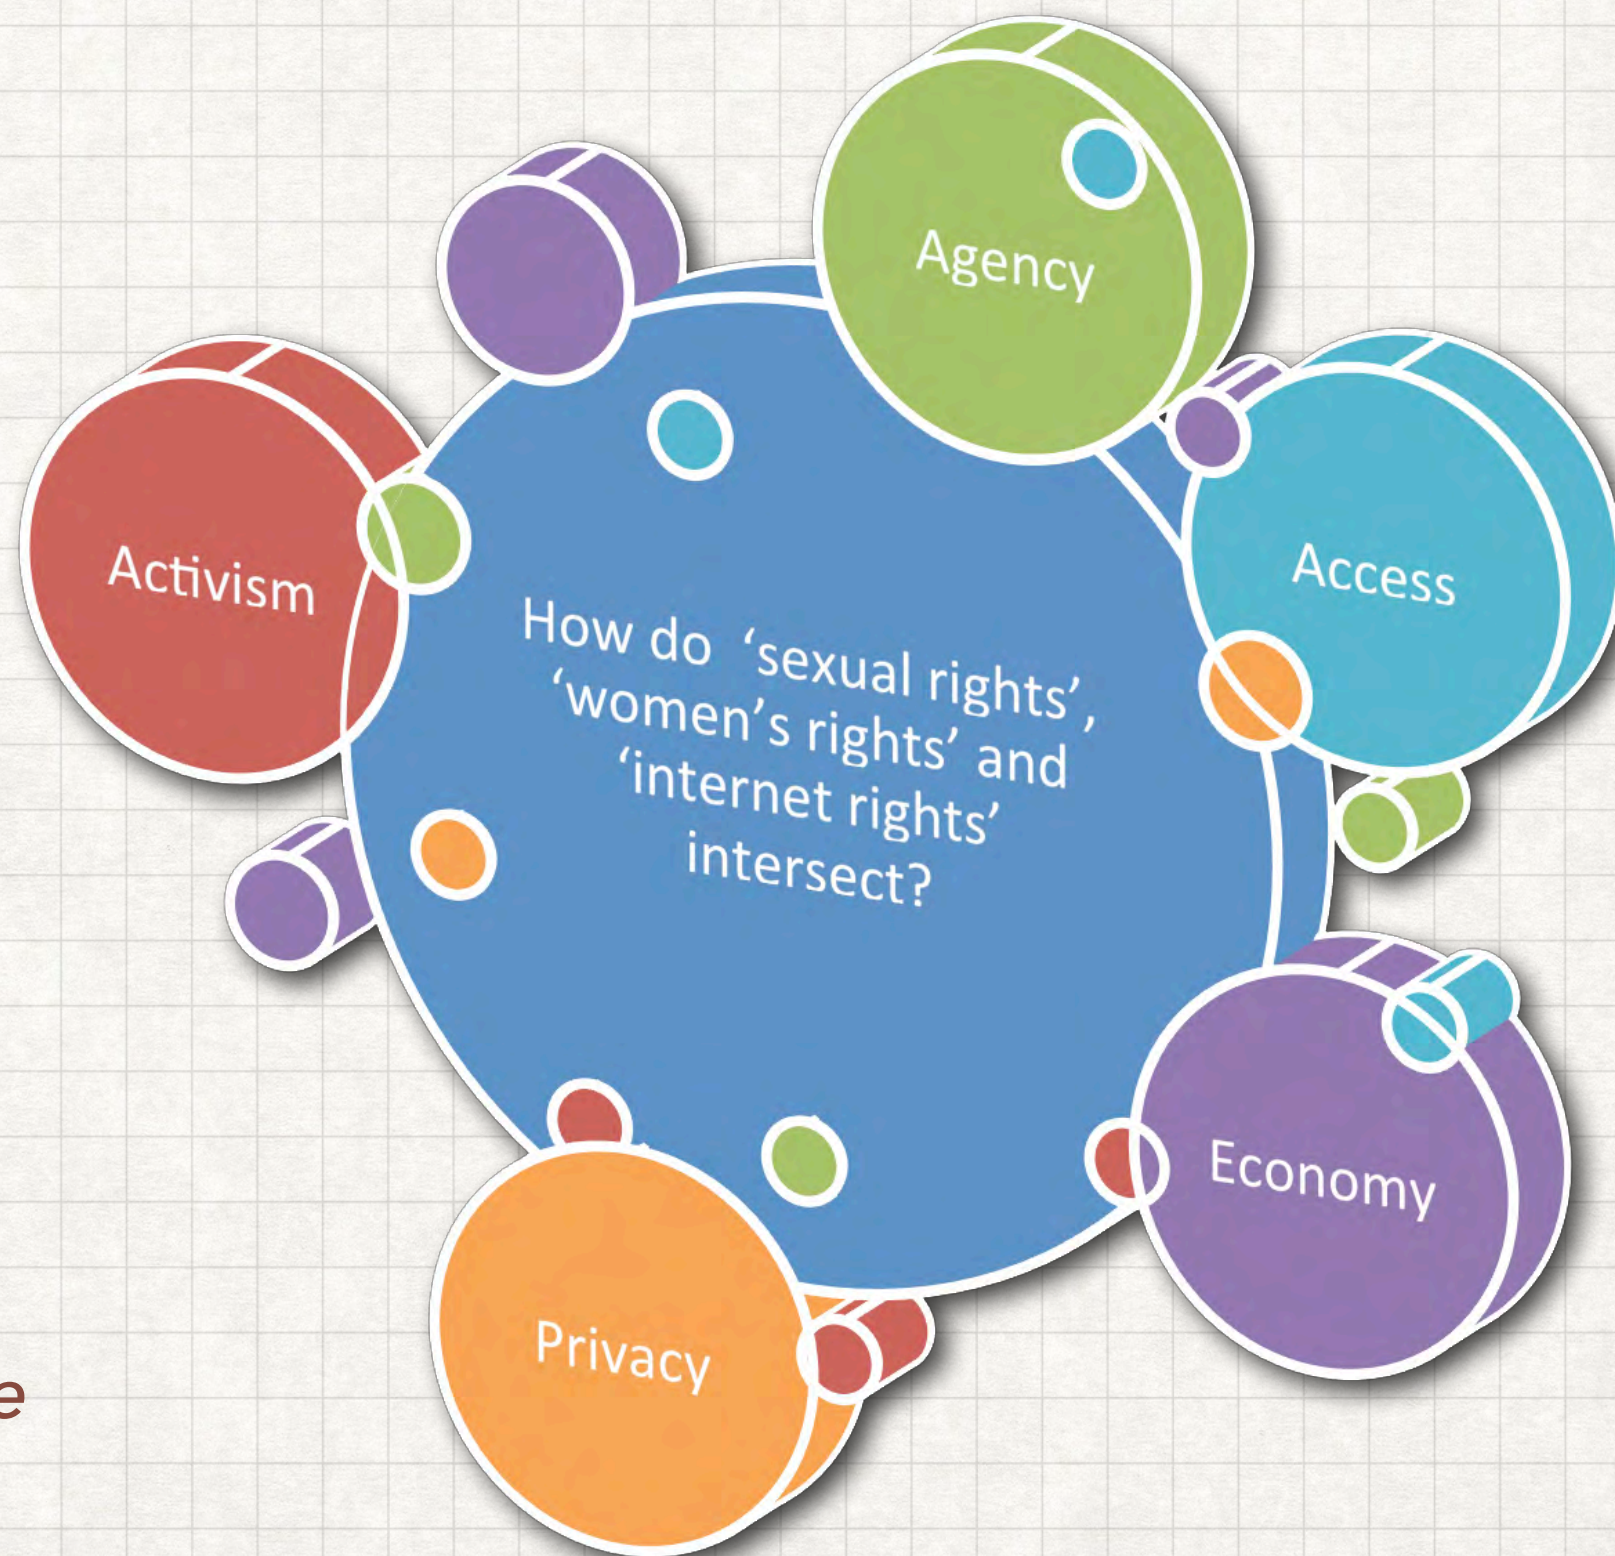 Agency
Access
Activism
How do ‘sexual rights’,
‘women’s rights’ and
‘internet rights’
intersect?
Economy
Privacy
e